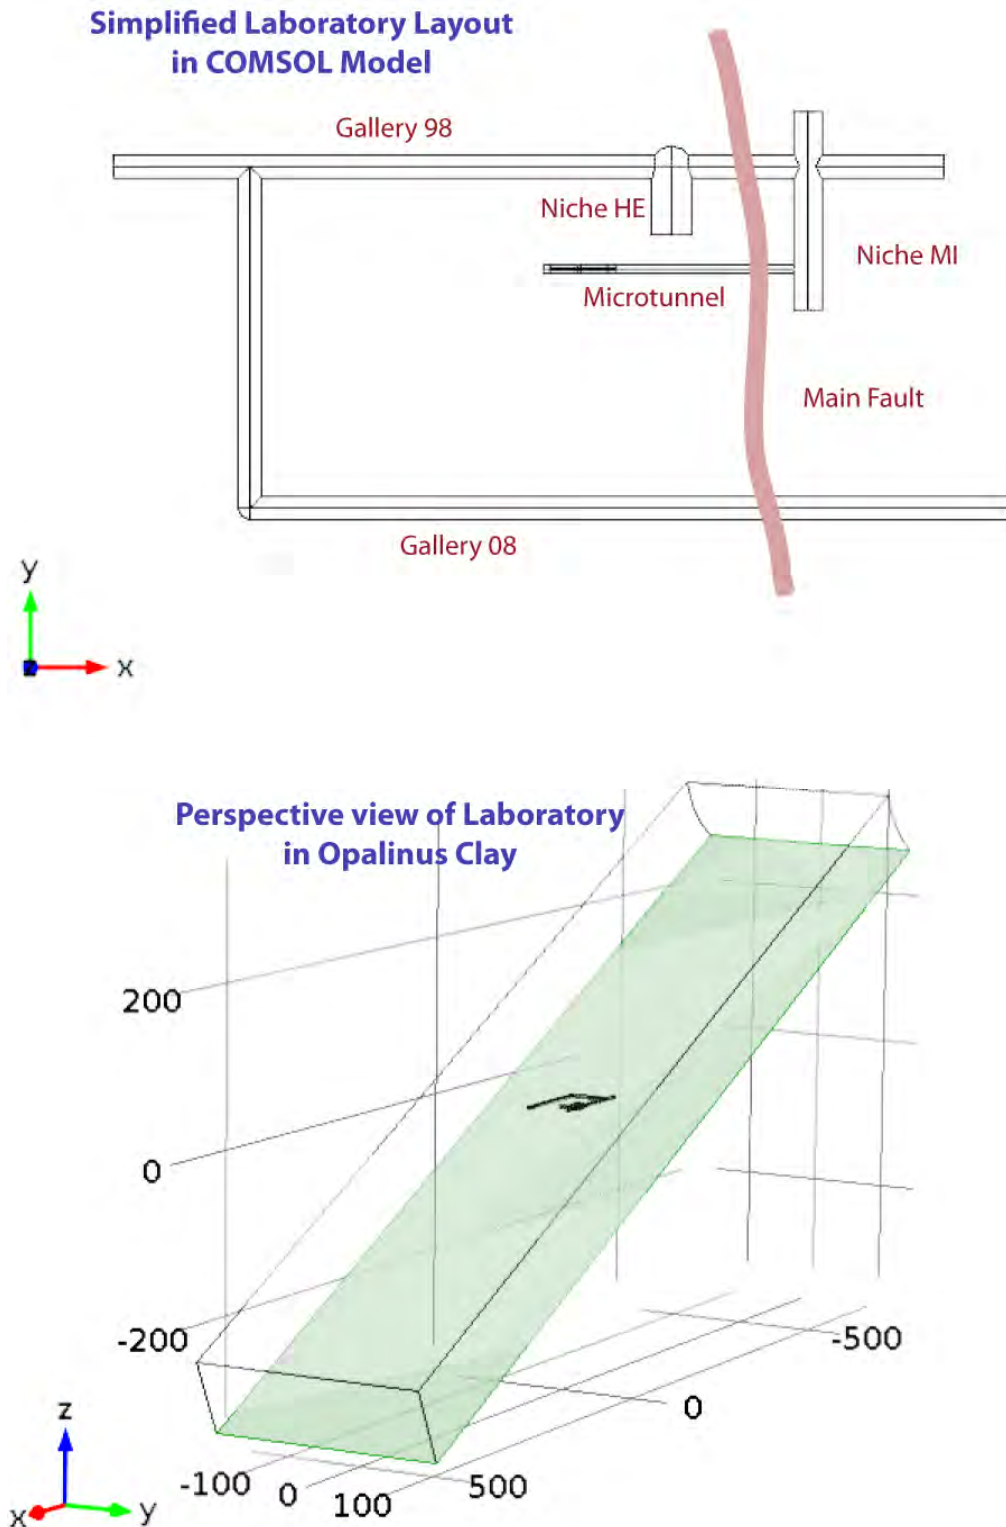 Simplified Laboratory Layout
in COMSOL Model
Gallery 98
Niche HE
Niche MI
Microtunnel
Main Fault
Gallery 08
y
z
x
Perspective view of Laboratory
in Opalinus Clay
200
0
-200
-500
0
500
-100
0
100
z
x
y